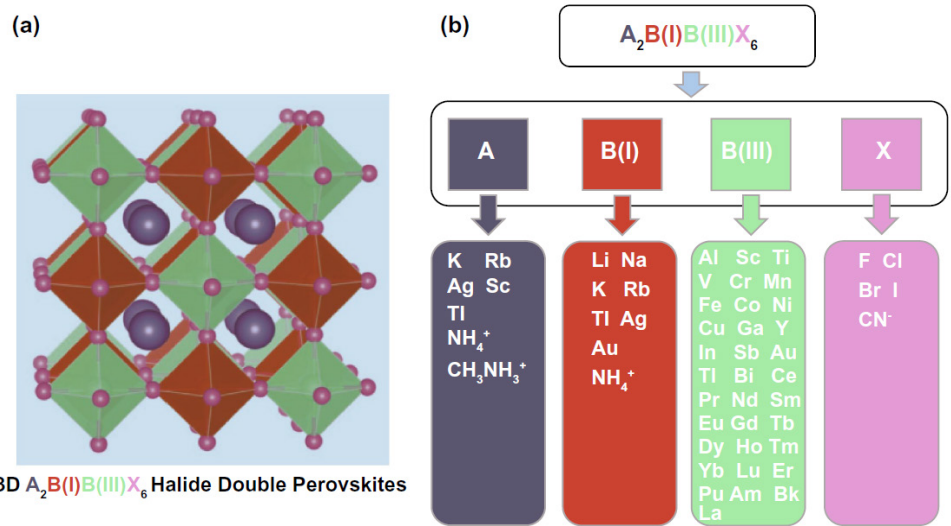 (a)
3D A₂B(I)B(III)X₆ Halide Double Perovskites
(b)
A₂B(I)B(III)X₆
A
B(I)
B(III)
X
K Rb
Ag Sc
Tl
NH₄⁺
CH₃NH₃⁺
Li Na
K Rb
Tl Ag
Au
NH₄⁺
Al Sc Ti
V Cr Mn
Fe Co Ni
Cu Ga Y
In Sb Au
Tl Bi Ce
Pr Nd Sm
Eu Gd Tb
Dy Ho Tm
Yb Lu Er
Pu Am Bk
La
F Cl
Br I
CN⁻